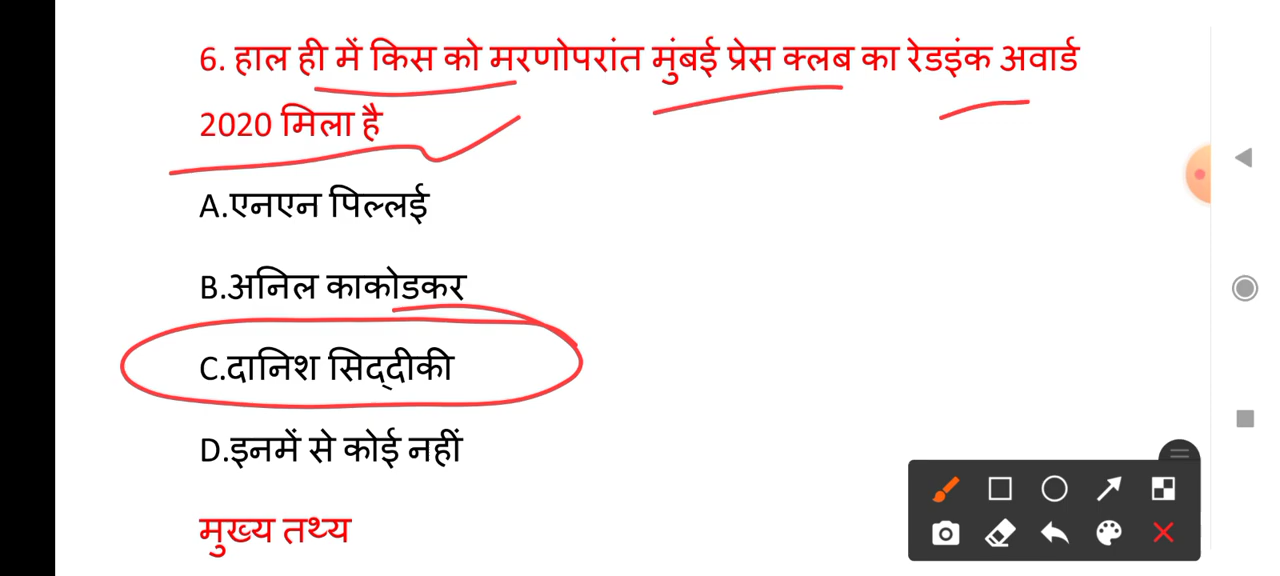 6. हाल ही में किस को मरणोपरांत मुंबई प्रेस क्लब का रेडइंक अवार्ड
2020 मिला है
A.एनएन पिल्लई
B.अनिल काकोडकर
C.दानिश सिद्दीकी
D.इनमें से कोई नहीं
मुख्य तथ्य